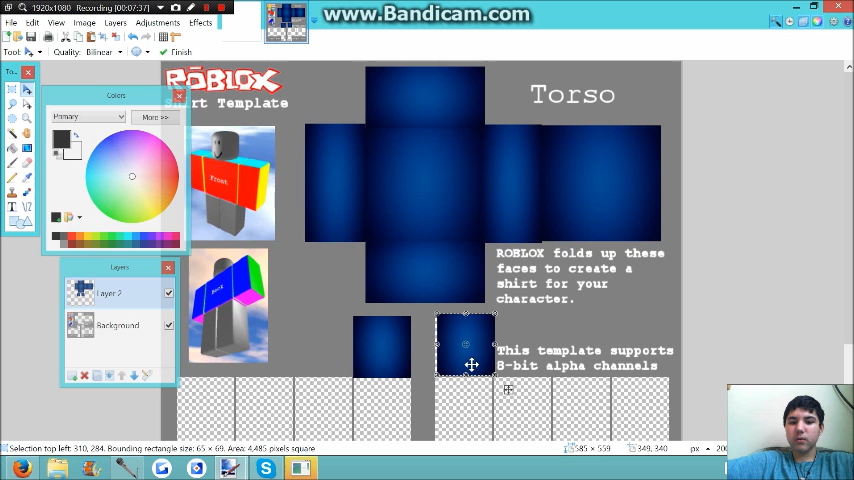 1920x1080 Recording [00:07:37]
www.Bandicam.com
File Edit View Image Layers Adjustments Effects
Tool: Quality: Bilinear Finish
To...
Colors
Primary
More >>
Layers
Layer 2
Background
ROBLOX
Shirt Template
Front
Back
Torso
ROBLOX folds up these
faces to create a
shirt for your
character.
This template supports
8-bit alpha channels
Selection top left: 310, 284. Bounding rectangle size: 65 x 69. Area: 4,485 pixels square
585 x 559
349, 340
px